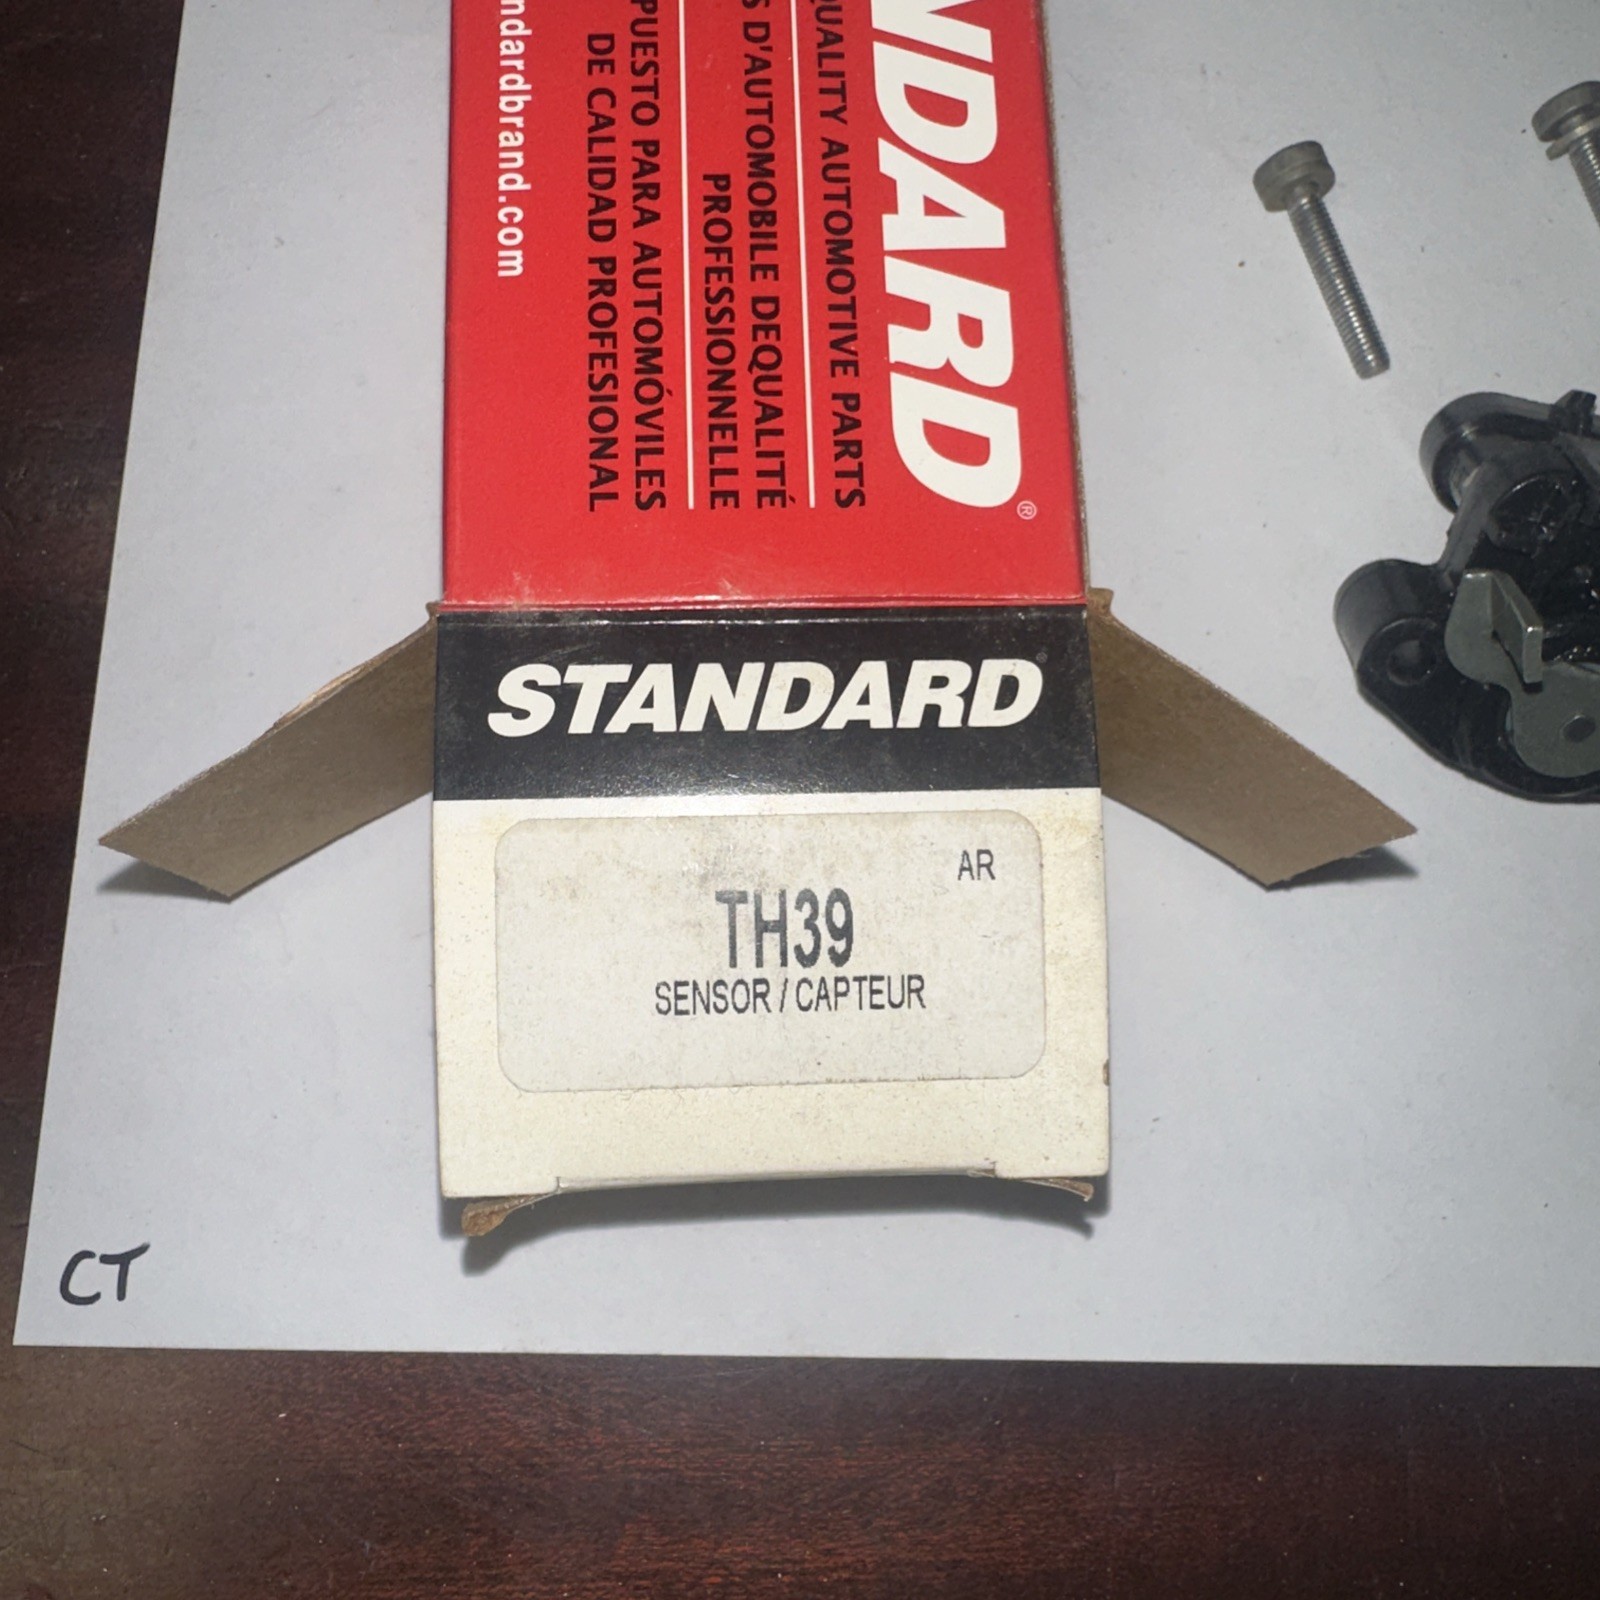 NDARD®
QUALITY AUTOMOTIVE PARTS
S D'AUTOMOBILE DEQUALITÉ
PROFESSIONNELLE
PUESTO PARA AUTOMÓVILES
DE CALIDAD PROFESIONAL
ndardbrand.com
STANDARD
AR
TH39
SENSOR / CAPTEUR
CT